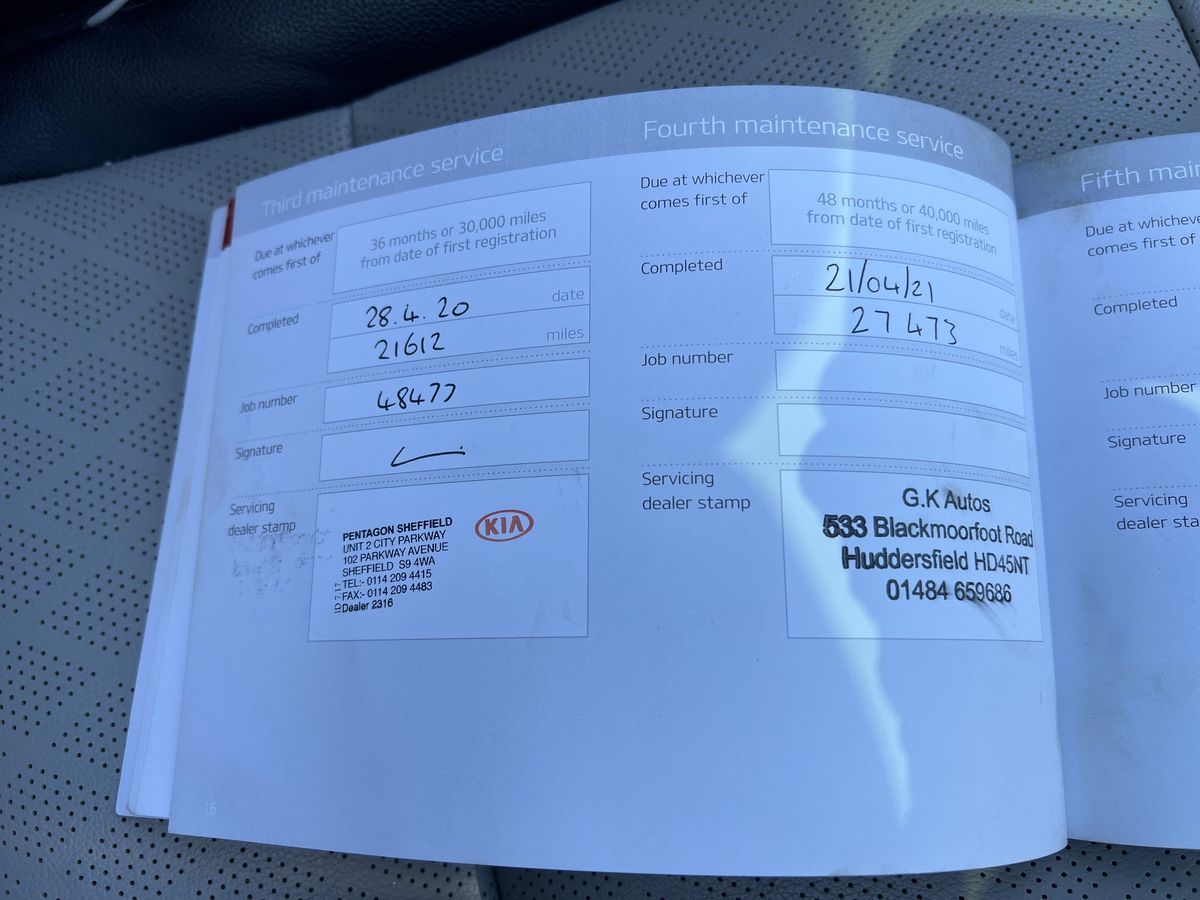 Third maintenance service
Due at whichever
comes first of
36 months or 30,000 miles
from date of first registration
Completed
28.4.20
date
21612
miles
Job number
48477
Signature
Servicing
dealer stamp
PENTAGON SHEFFIELD
UNIT 2 CITY PARKWAY
102 PARKWAY AVENUE
SHEFFIELD S9 4WA
TEL:- 0114 209 4415
FAX:- 0114 209 4483
Dealer 2316
KIA
16
Fourth maintenance service
Due at whichever
comes first of
48 months or 40,000 miles
from date of first registration
Completed
21/04/21
date
27473
miles
Job number
Signature
Servicing
dealer stamp
G.K Autos
533 Blackmoorfoot Road
Huddersfield HD45NT
01484 659686
Fifth main
Due at whicheve
comes first of
Completed
Job number
Signature
Servicing
dealer sta